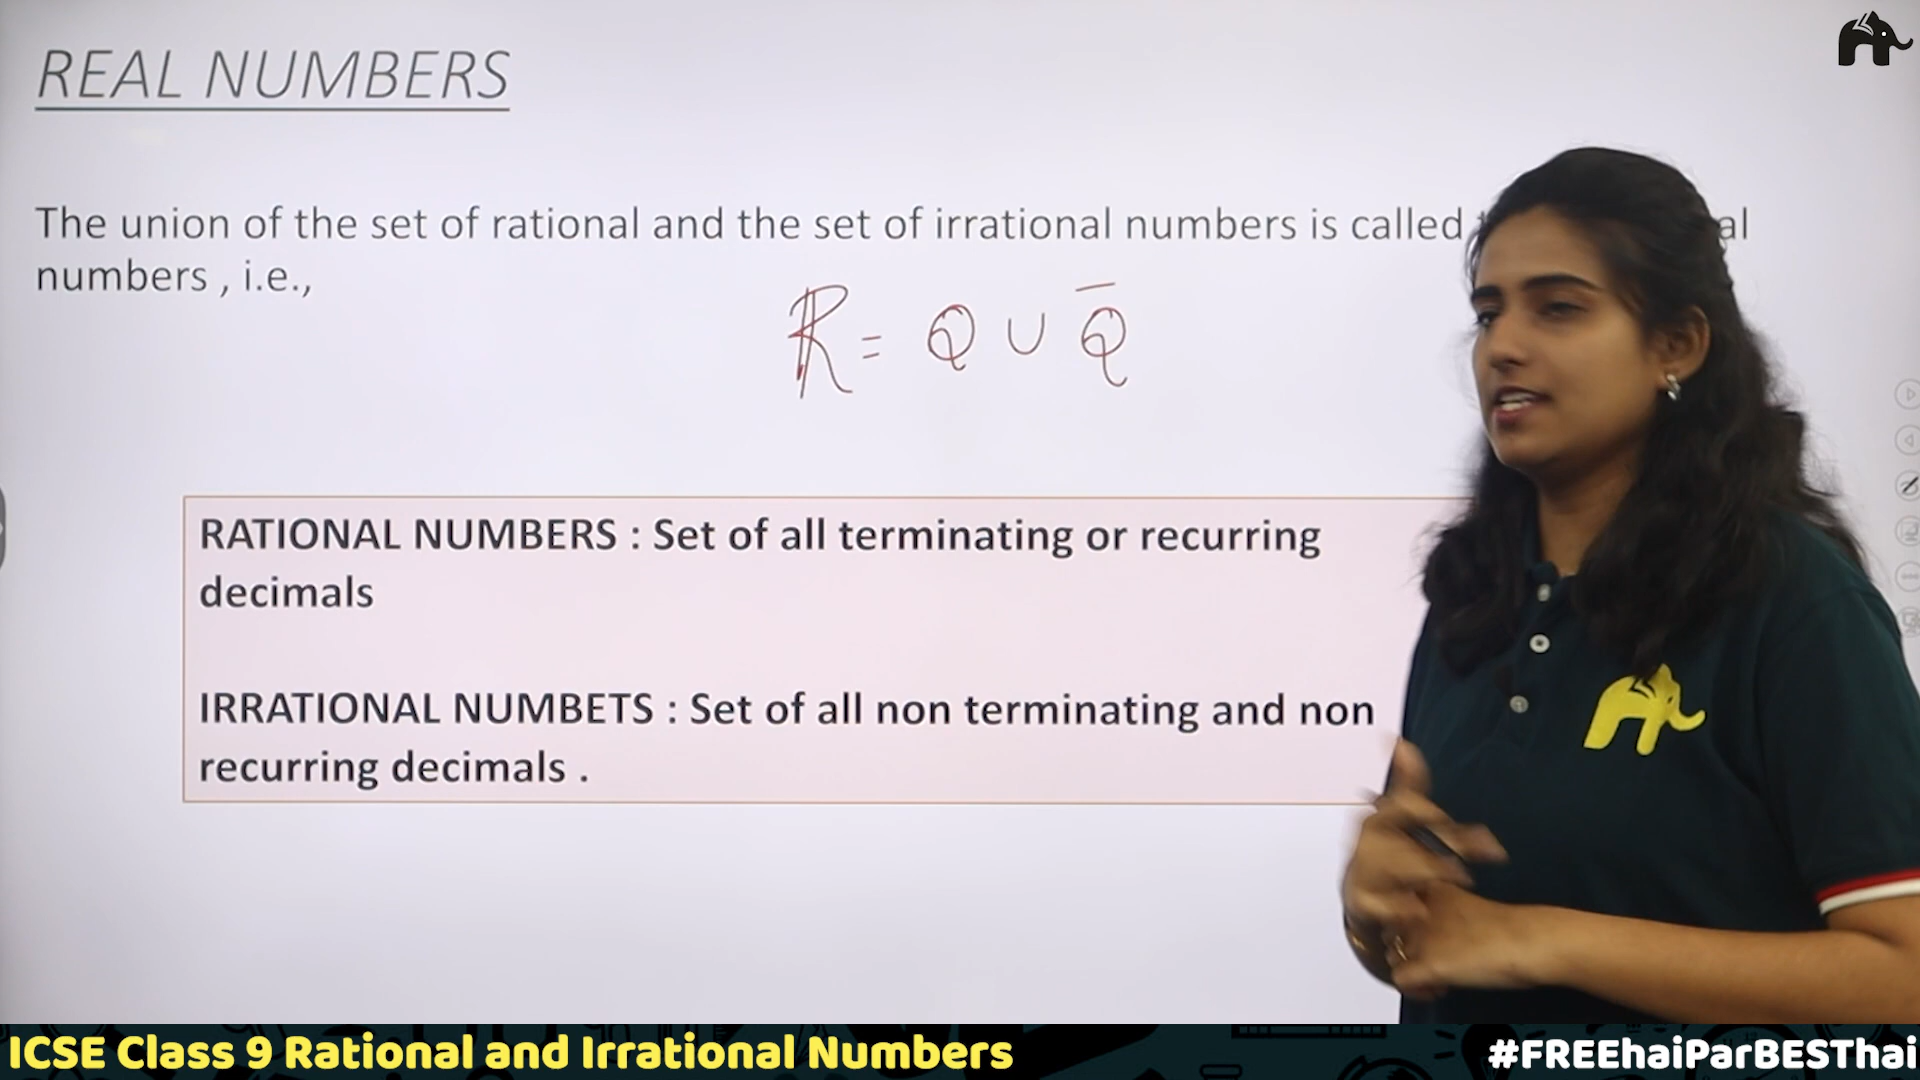 REAL NUMBERS
The union of the set of rational and the set of irrational numbers is called al
numbers , i.e.,
ℝ = Q ∪ Q̅
RATIONAL NUMBERS : Set of all terminating or recurring
decimals
IRRATIONAL NUMBETS : Set of all non terminating and non
recurring decimals .
ICSE Class 9 Rational and Irrational Numbers
#FREEhaiParBESThai